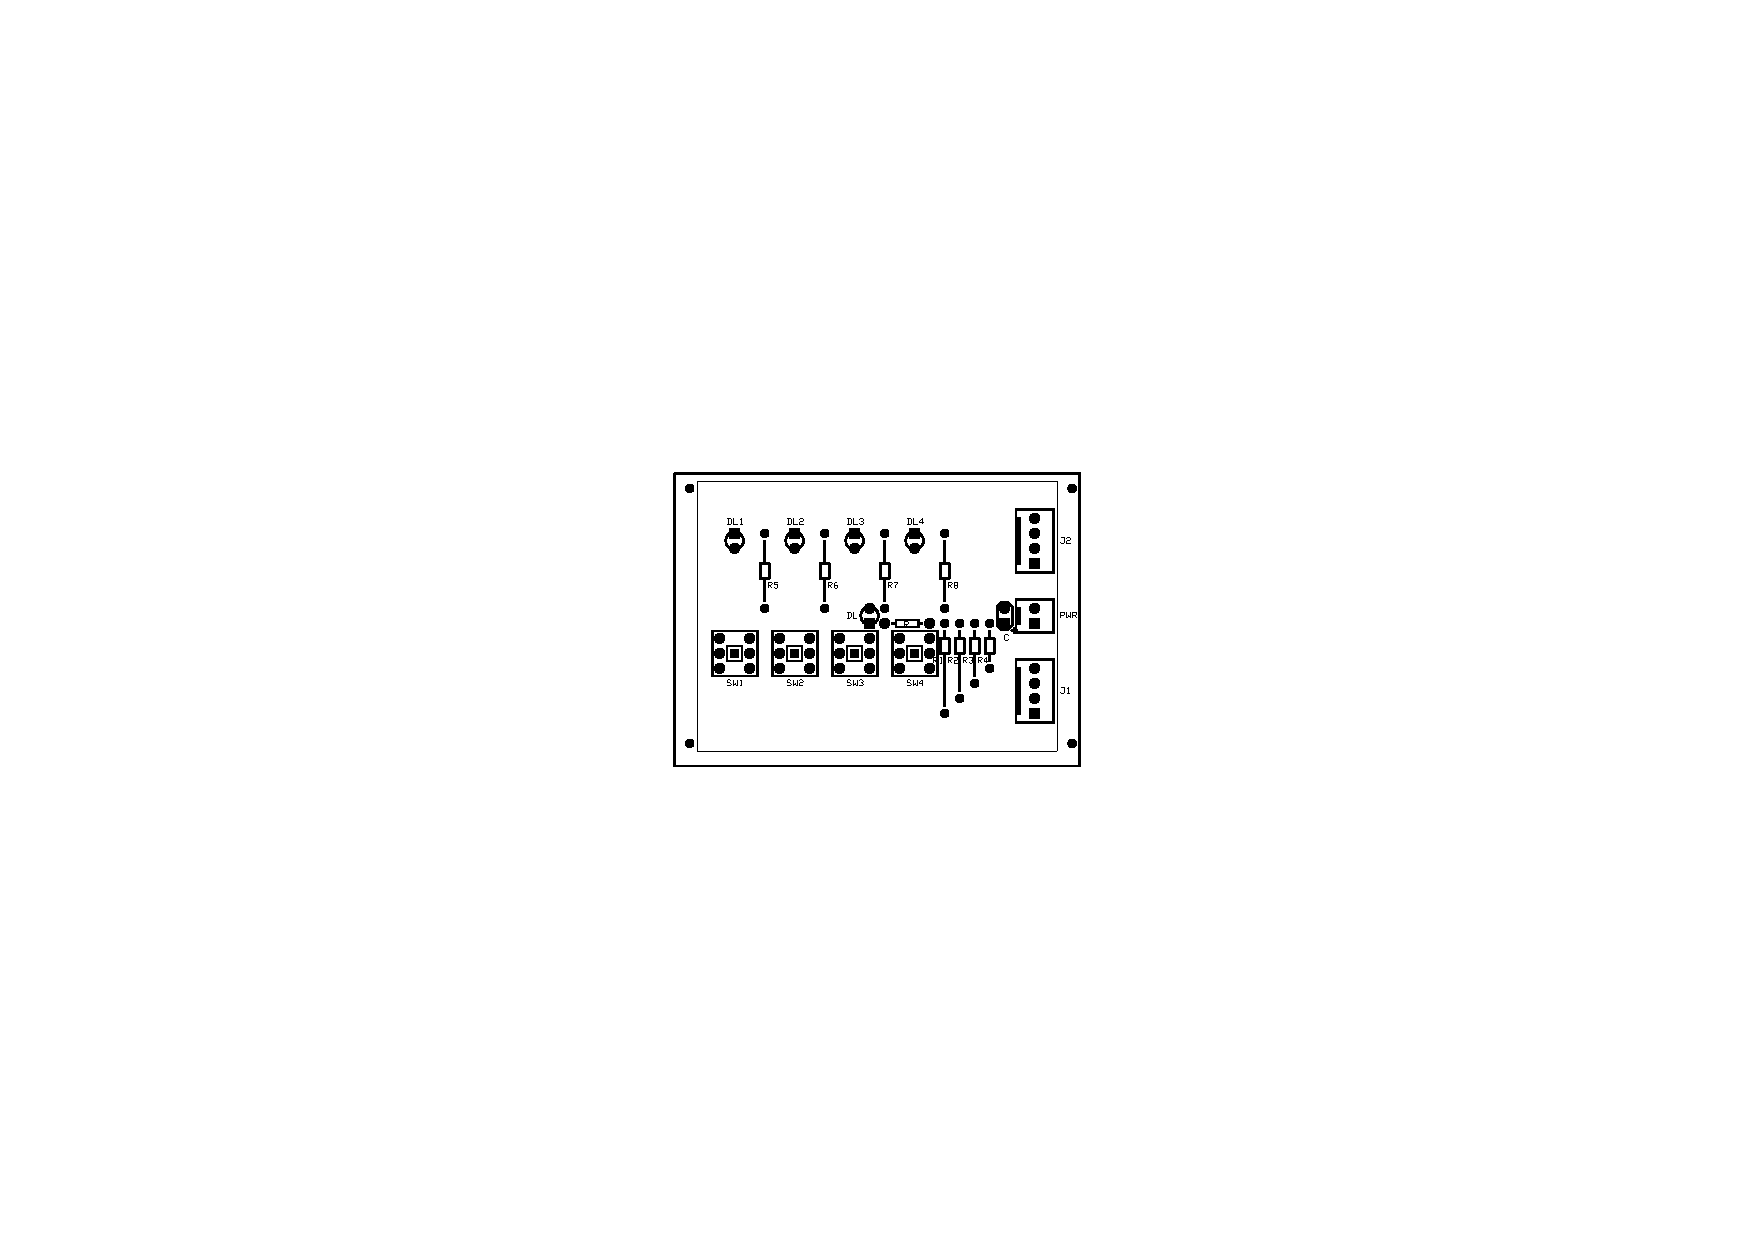 DL1 DL2 DL3 DL4
J2
R5 R6 R7 R8
DL PWR
R
C
R1 R2 R3 R4
SW1 SW2 SW3 SW4
J1